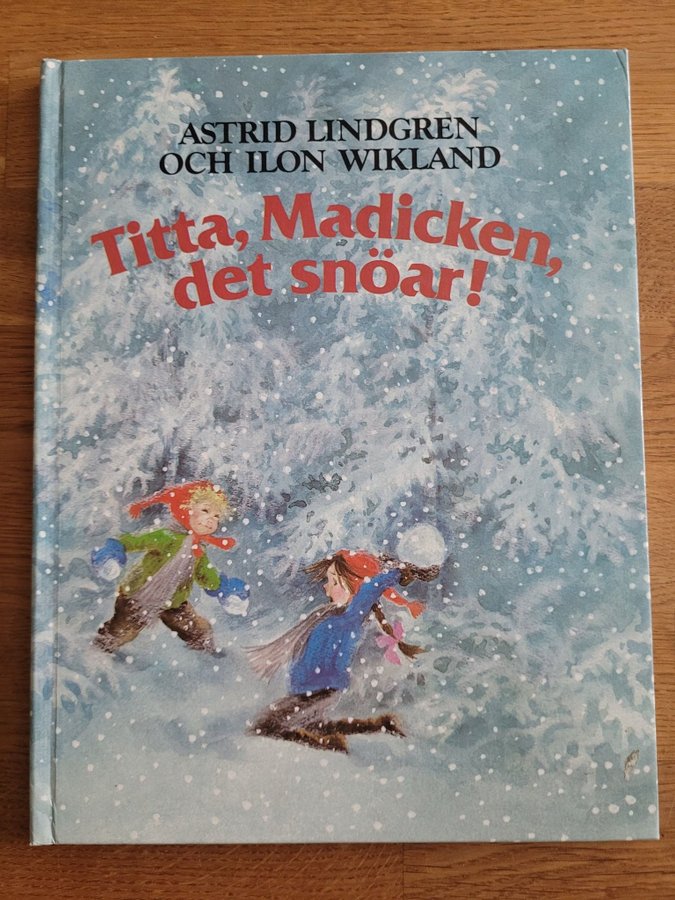 ASTRID LINDGREN
OCH ILON WIKLAND
Titta, Madicken,
det snöar!